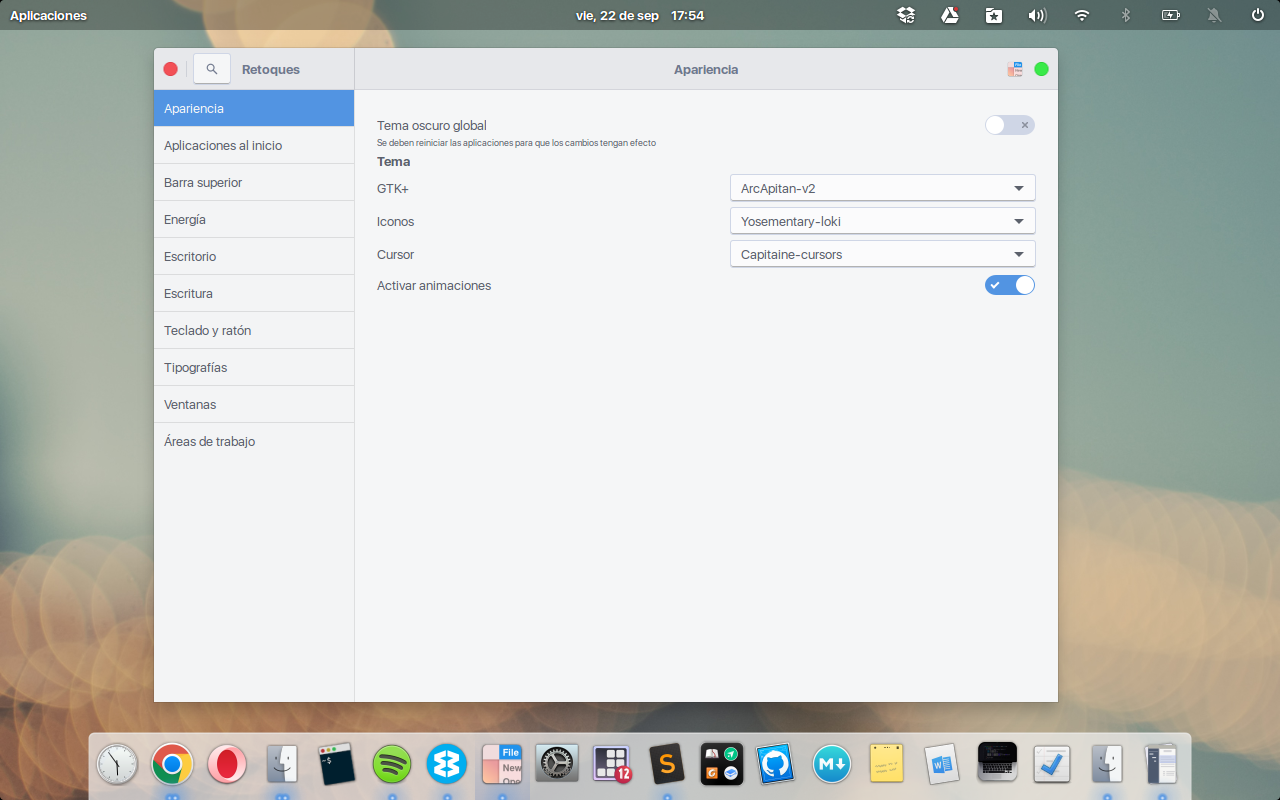 Aplicaciones
vie, 22 de sep 17:54
Retoques
Apariencia
Apariencia
Aplicaciones al inicio
Barra superior
Energía
Escritorio
Escritura
Teclado y ratón
Tipografías
Ventanas
Áreas de trabajo
Tema oscuro global
Se deben reiniciar las aplicaciones para que los cambios tengan efecto
Tema
GTK+ ArcApitan-v2
Iconos Yosementary-loki
Cursor Capitaine-cursors
Activar animaciones
~$
File
New
Ope
12
S
M
W